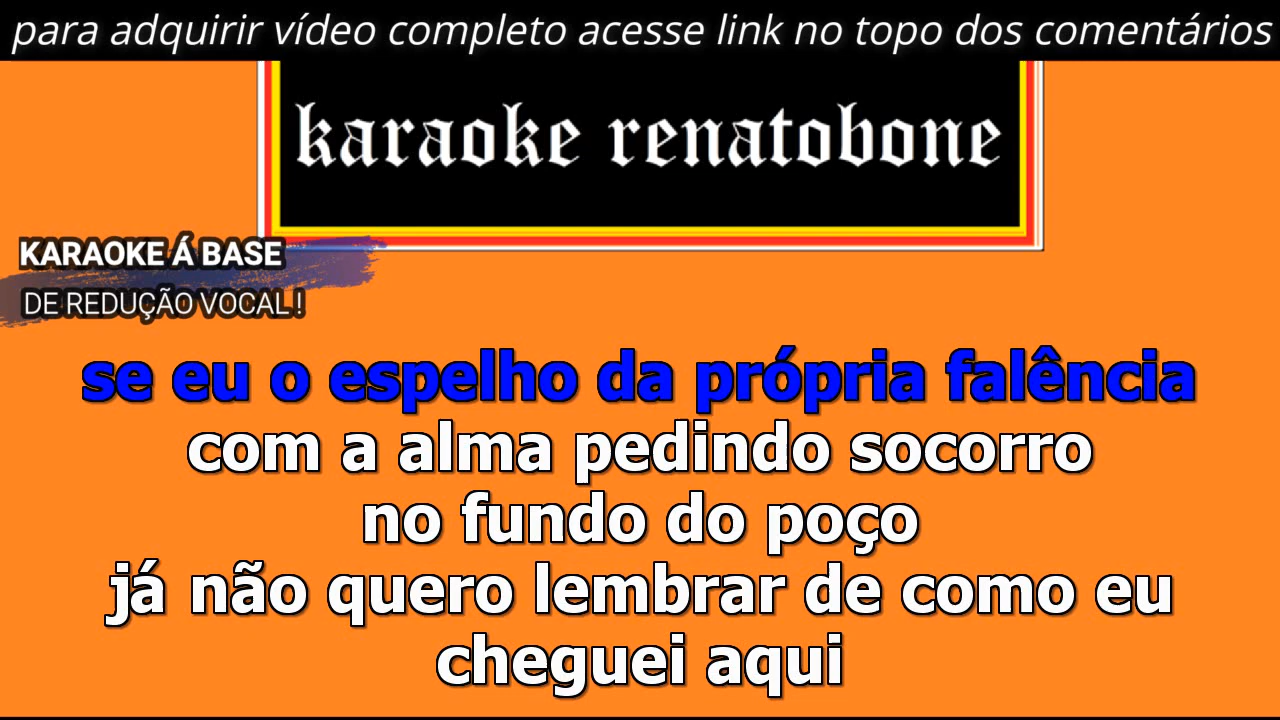 para adquirir vídeo completo acesse link no topo dos comentários
karaoke renatobone
KARAOKE Á BASE
DE REDUÇÃO VOCAL !
se eu o espelho da própria falência
com a alma pedindo socorro
no fundo do poço
já não quero lembrar de como eu
cheguei aqui